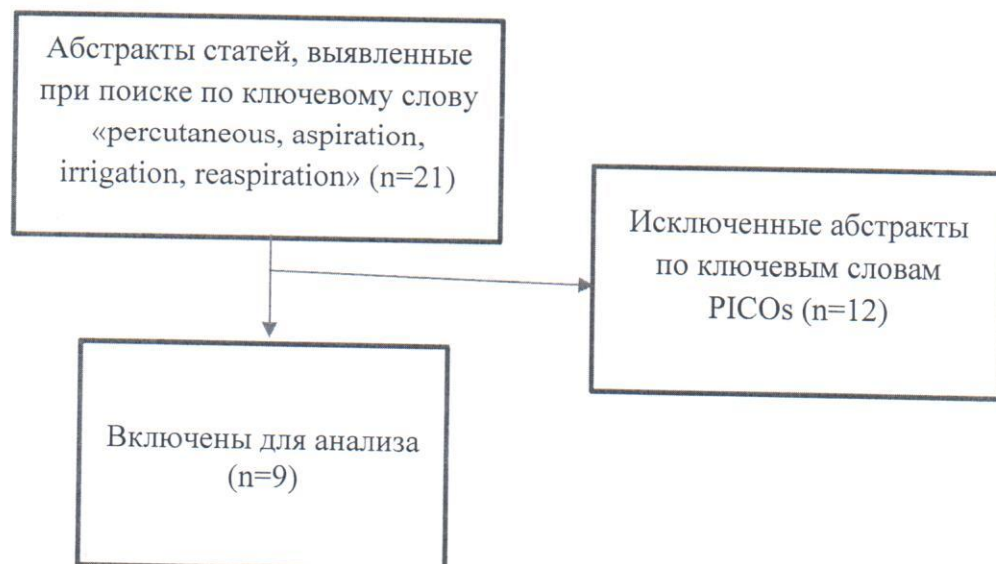 Абстракты статей, выявленные
при поиске по ключевому слову
«percutaneous, aspiration,
irrigation, reaspiration» (n=21)
Исключенные абстракты
по ключевым словам
PICOs (n=12)
Включены для анализа
(n=9)